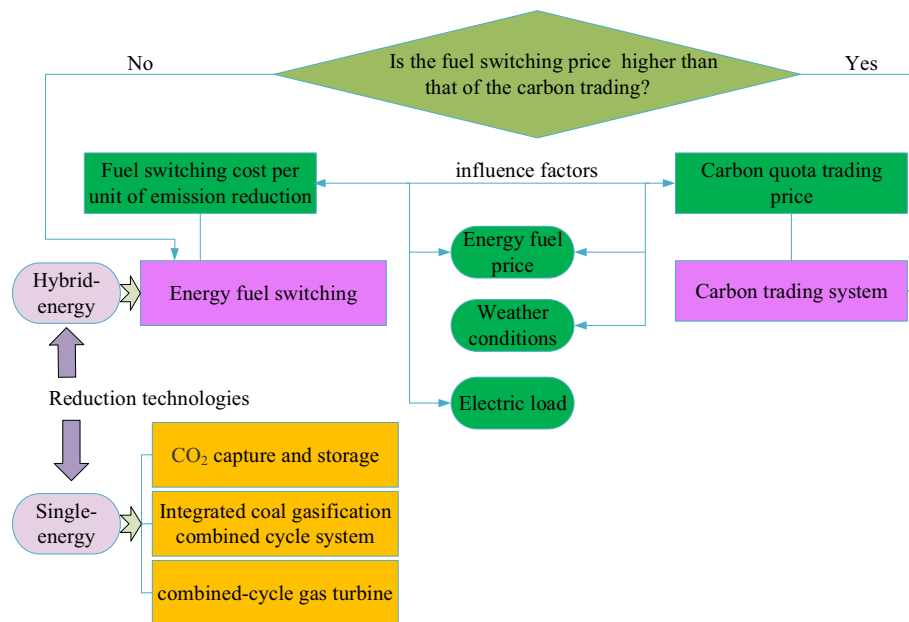 Is the fuel switching price higher than
that of the carbon trading?
No
Yes
Fuel switching cost per
unit of emission reduction
influence factors
Carbon quota trading
price
Energy fuel
price
Hybrid-
energy
Energy fuel switching
Carbon trading system
Weather
conditions
Reduction technologies
Electric load
CO₂ capture and storage
Single-
energy
Integrated coal gasification
combined cycle system
combined-cycle gas turbine